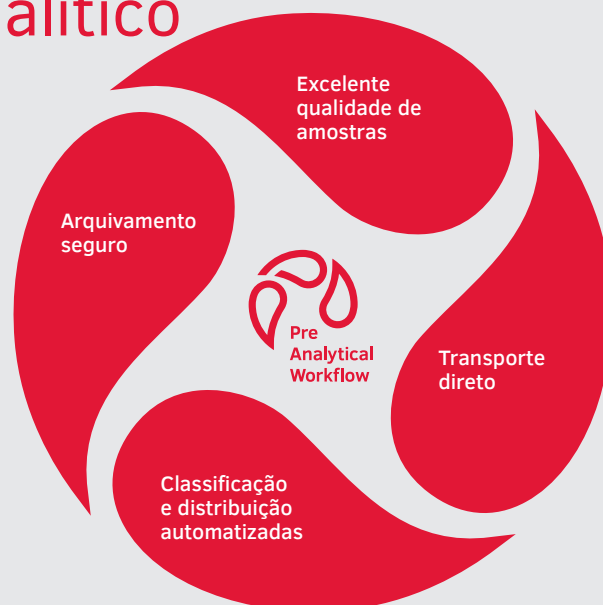 alítico
Excelente
qualidade de
amostras
Arquivamento
seguro
Pre
Analytical
Workflow
Transporte
direto
Classificação
e distribuição
automatizadas